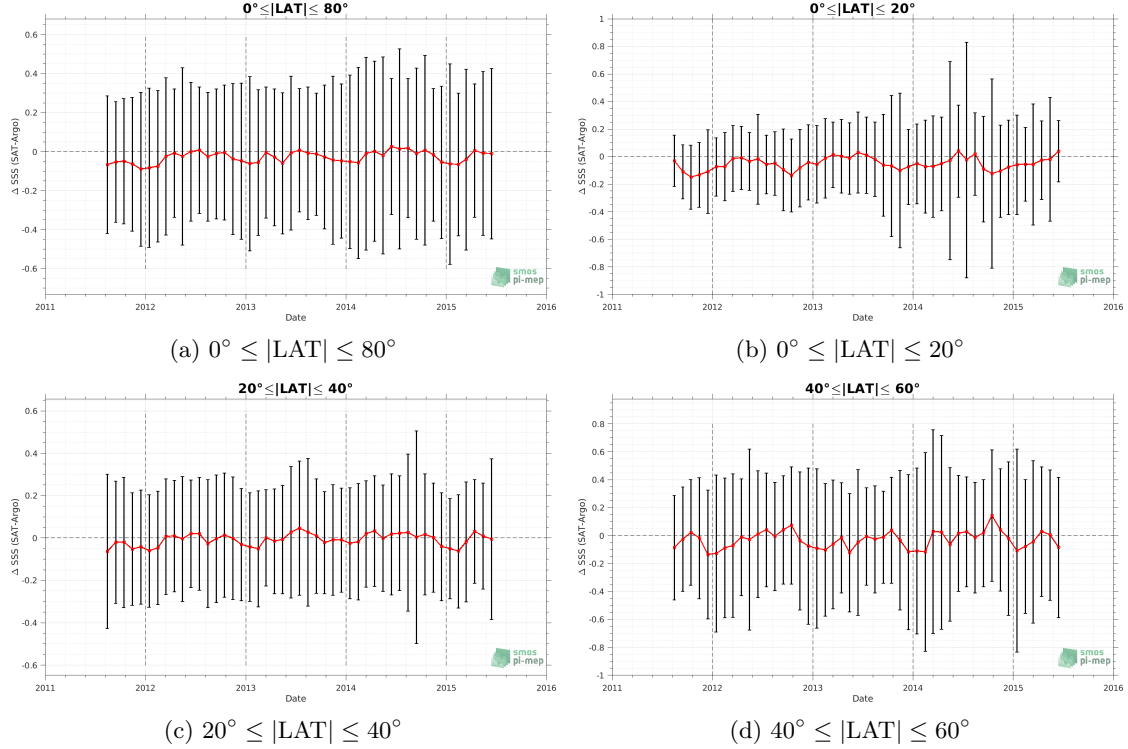 0°≤|LAT|≤ 80°
Δ SSS (SAT-Argo)
0.6
0.4
0.2
0
-0.2
-0.4
-0.6
smos
pi-mep
2011 2012 2013 2014 2015 2016
Date
(a) 0° ≤ |LAT| ≤ 80°
0°≤|LAT|≤ 20°
Δ SSS (SAT-Argo)
1
0.8
0.6
0.4
0.2
0
-0.2
-0.4
-0.6
-0.8
-1
smos
pi-mep
2011 2012 2013 2014 2015 2016
Date
(b) 0° ≤ |LAT| ≤ 20°
20°≤|LAT|≤ 40°
Δ SSS (SAT-Argo)
0.6
0.4
0.2
0
-0.2
-0.4
-0.6
smos
pi-mep
2011 2012 2013 2014 2015 2016
Date
(c) 20° ≤ |LAT| ≤ 40°
40°≤|LAT|≤ 60°
Δ SSS (SAT-Argo)
0.8
0.6
0.4
0.2
0
-0.2
-0.4
-0.6
-0.8
-1
smos
pi-mep
2011 2012 2013 2014 2015 2016
Date
(d) 40° ≤ |LAT| ≤ 60°